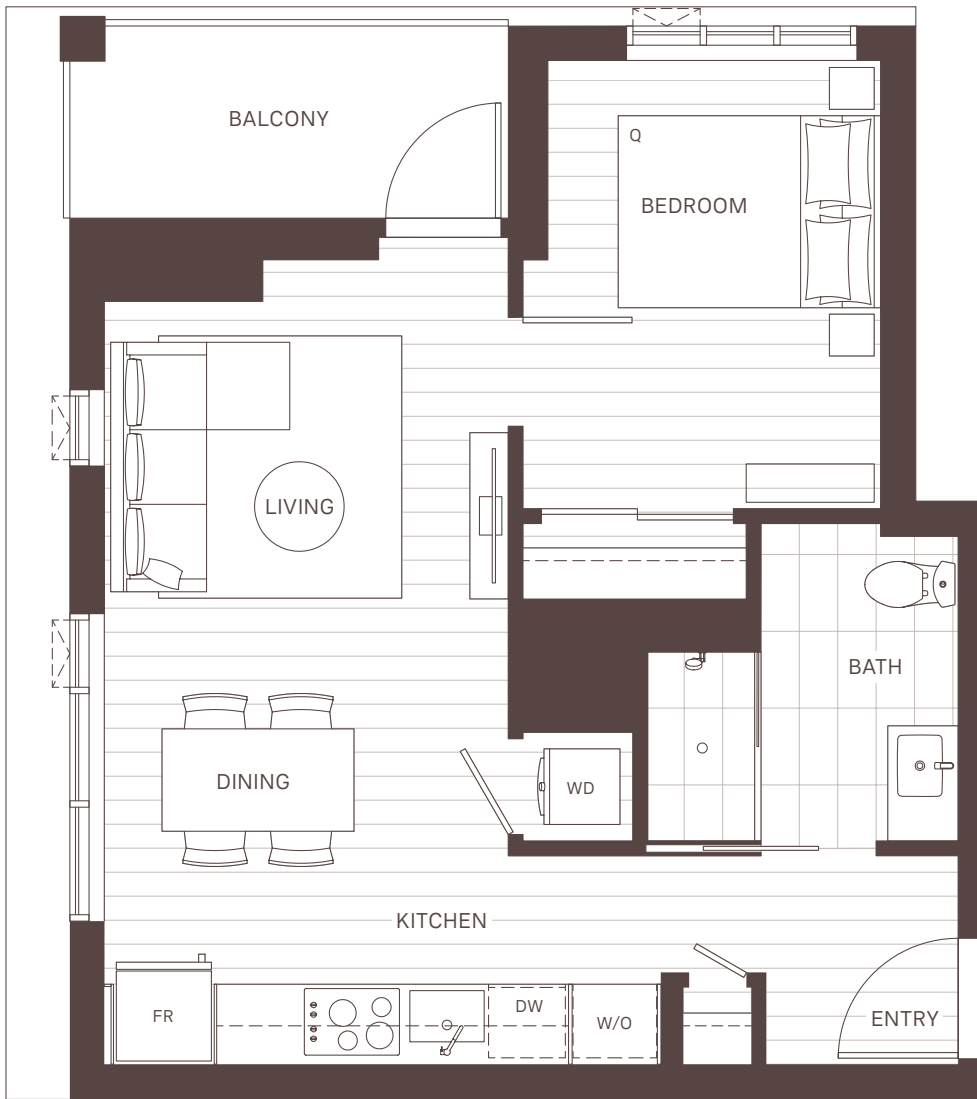 BALCONY
Q
BEDROOM
LIVING
BATH
DINING
WD
KITCHEN
FR
DW
W/O
ENTRY